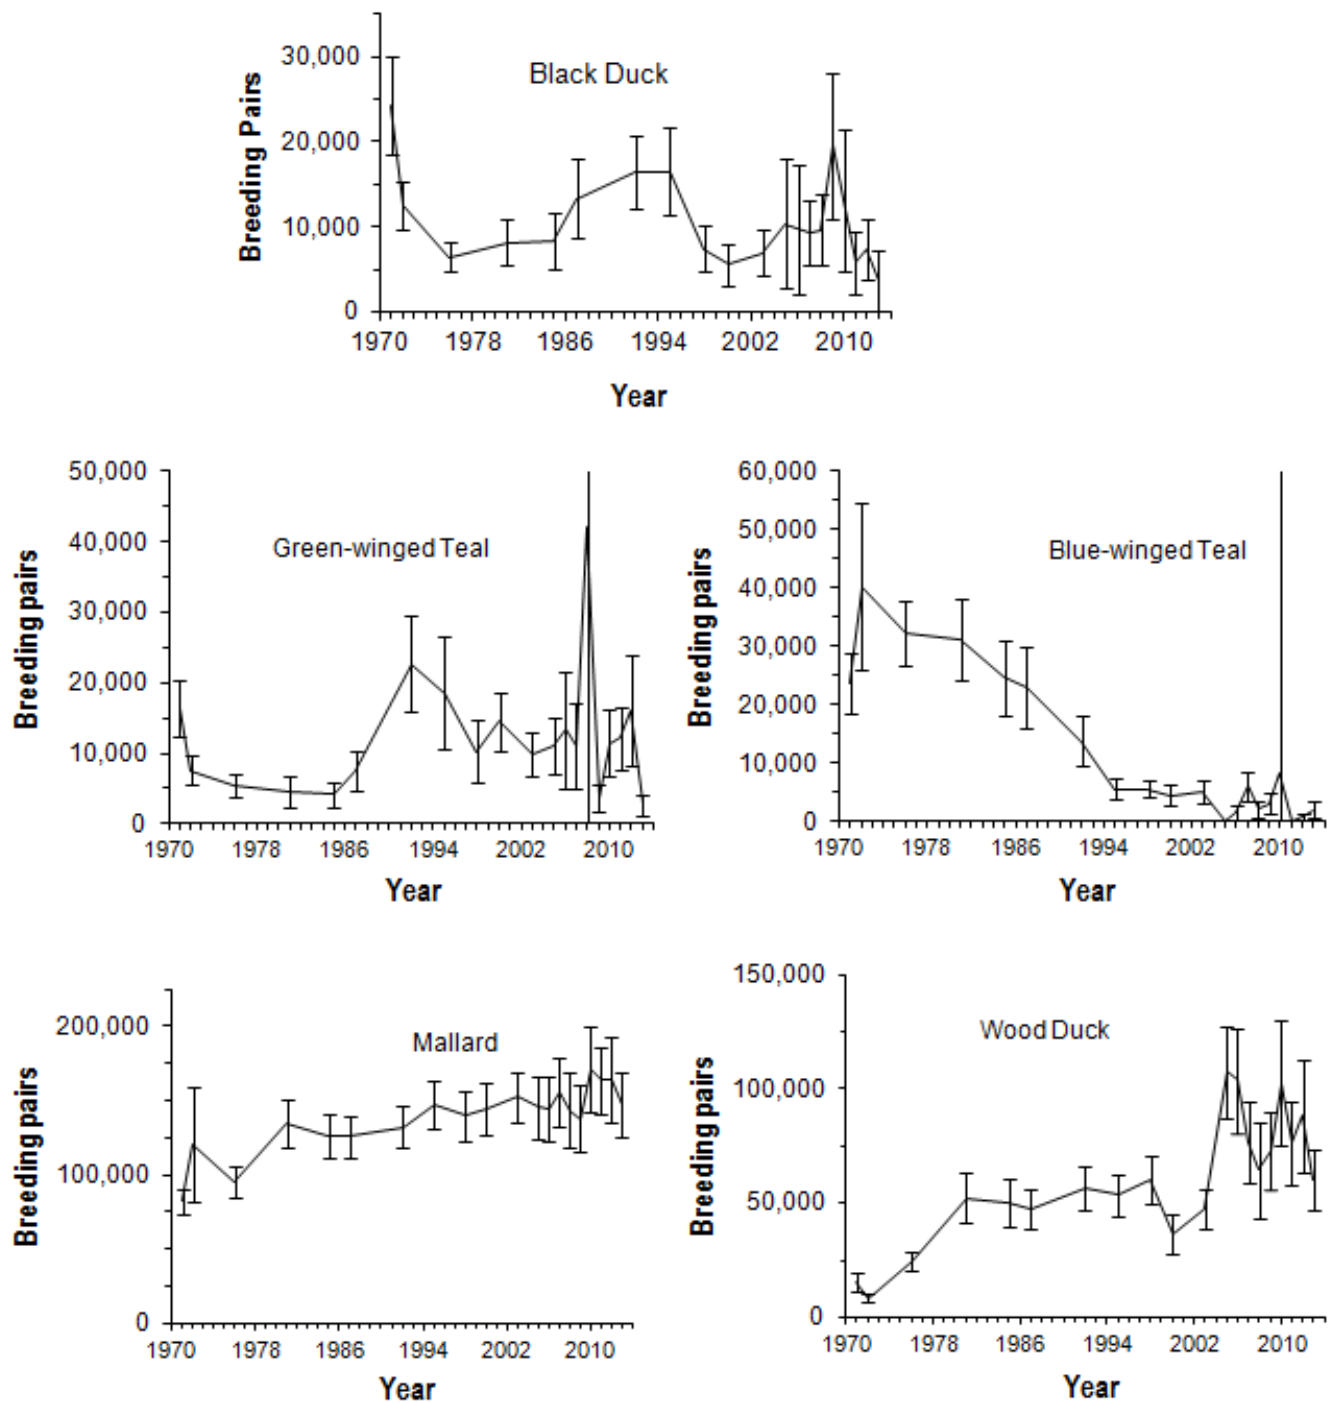 30,000
Black Duck
20,000
10,000
0
Breeding Pairs
1970 1978 1986 1994 2002 2010
Year
50,000
40,000
Green-winged Teal
30,000
20,000
10,000
0
Breeding pairs
1970 1978 1986 1994 2002 2010
Year
60,000
50,000
Blue-winged Teal
40,000
30,000
20,000
10,000
0
Breeding pairs
1970 1978 1986 1994 2002 2010
Year
200,000
Mallard
100,000
0
Breeding pairs
1970 1978 1986 1994 2002 2010
Year
150,000
Wood Duck
100,000
50,000
0
Breeding pairs
1970 1978 1986 1994 2002 2010
Year